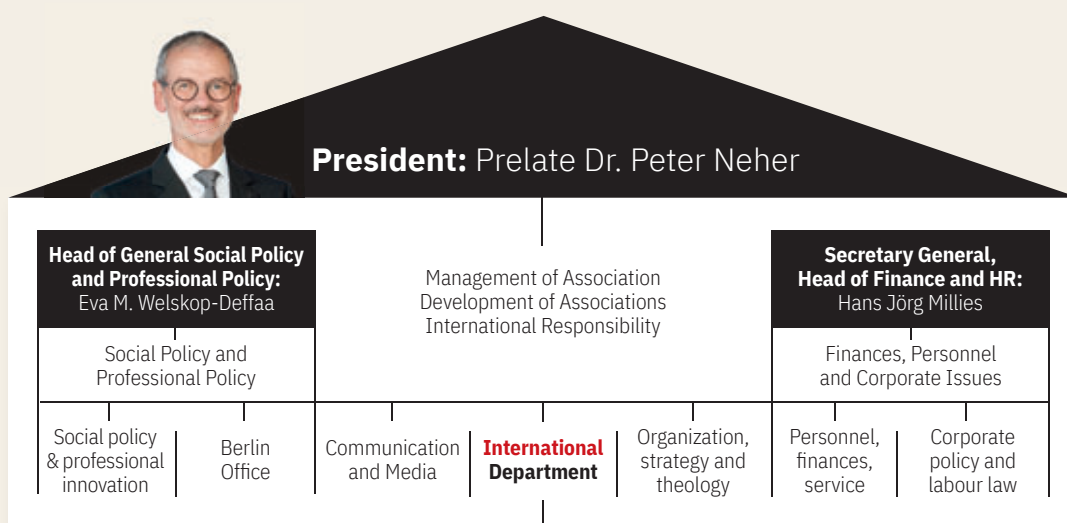 President: Prelate Dr. Peter Neher
Head of General Social Policy
and Professional Policy:
Eva M. Welskop-Deffaa
Management of Association
Development of Associations
International Responsibility
Secretary General,
Head of Finance and HR:
Hans Jörg Millies
Social Policy and
Professional Policy
Finances, Personnel
and Corporate Issues
Social policy
& professional
innovation
Berlin
Office
Communication
and Media
International
Department
Organization,
strategy and
theology
Personnel,
finances,
service
Corporate
policy and
labour law